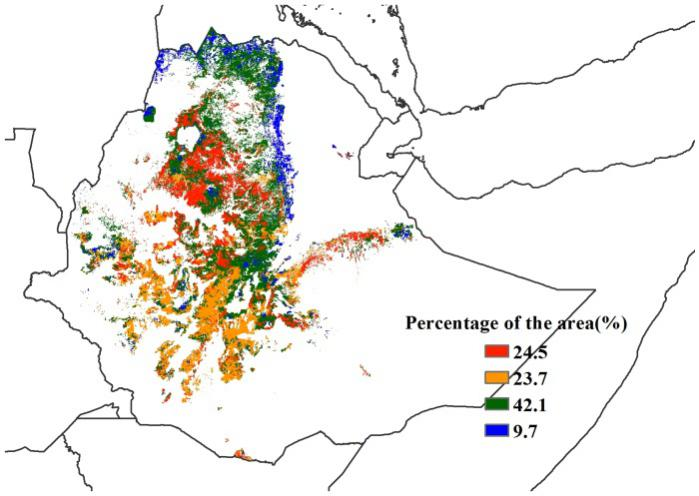 Percentage of the area(%)
24.5
23.7
42.1
9.7